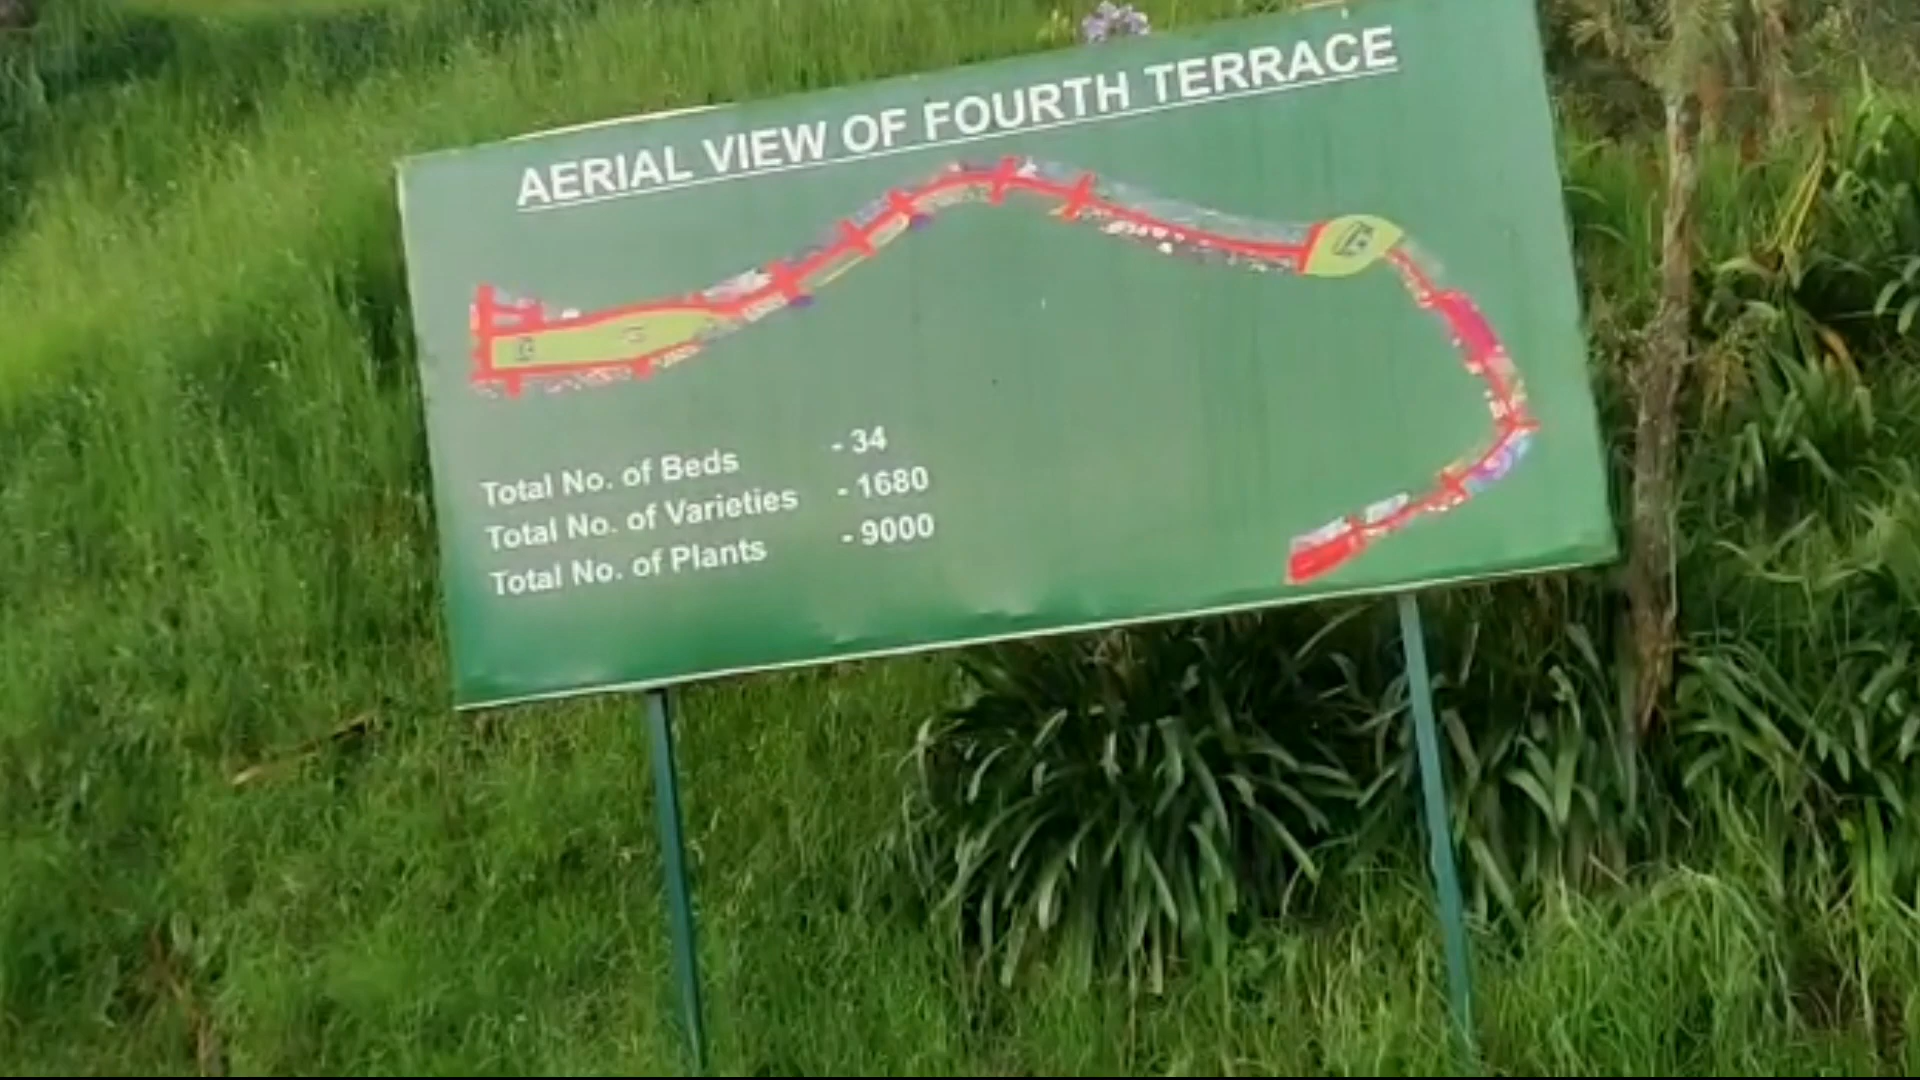 AERIAL VIEW OF FOURTH TERRACE
Total No. of Beds - 34
Total No. of Varieties - 1680
Total No. of Plants - 9000